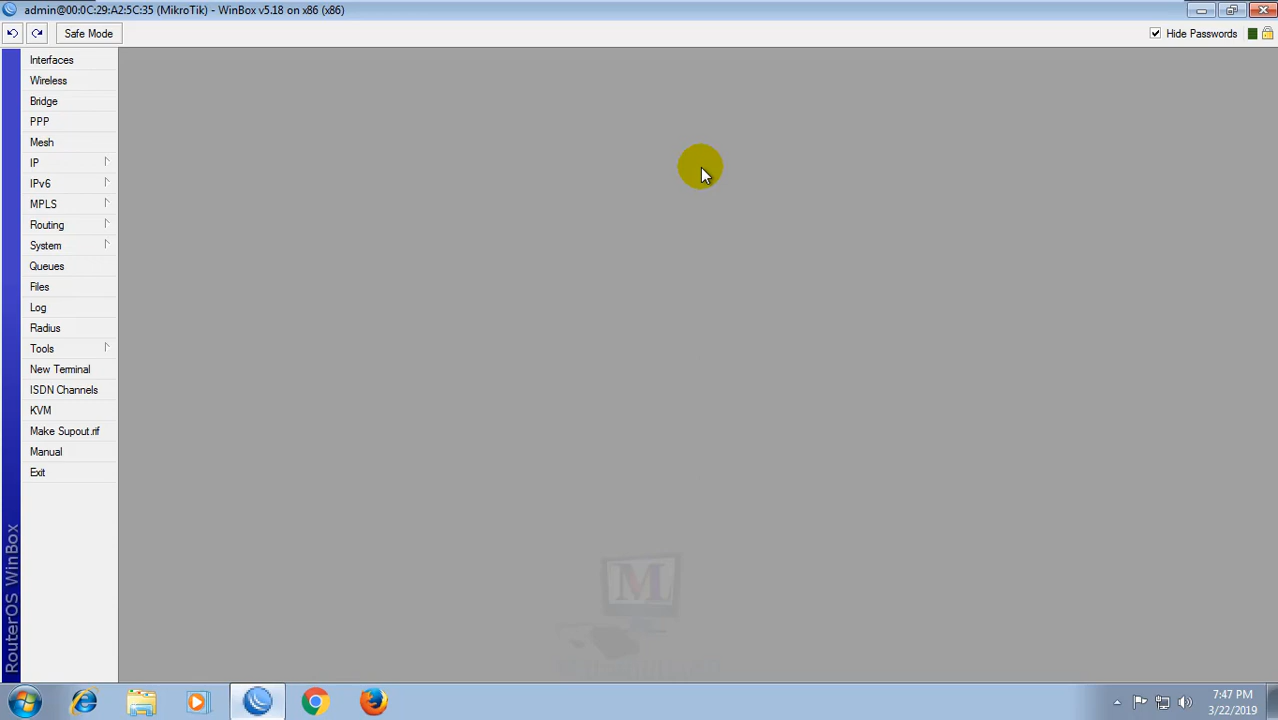 admin@00:0C:29:A2:5C:35 (MikroTik) - WinBox v5.18 on x86 (x86)
Safe Mode
Hide Passwords
Interfaces
Wireless
Bridge
PPP
Mesh
IP
IPv6
MPLS
Routing
System
Queues
Files
Log
Radius
Tools
New Terminal
ISDN Channels
KVM
Make Supout.rif
Manual
Exit
RouterOS WinBox
M
7:47 PM
3/22/2019